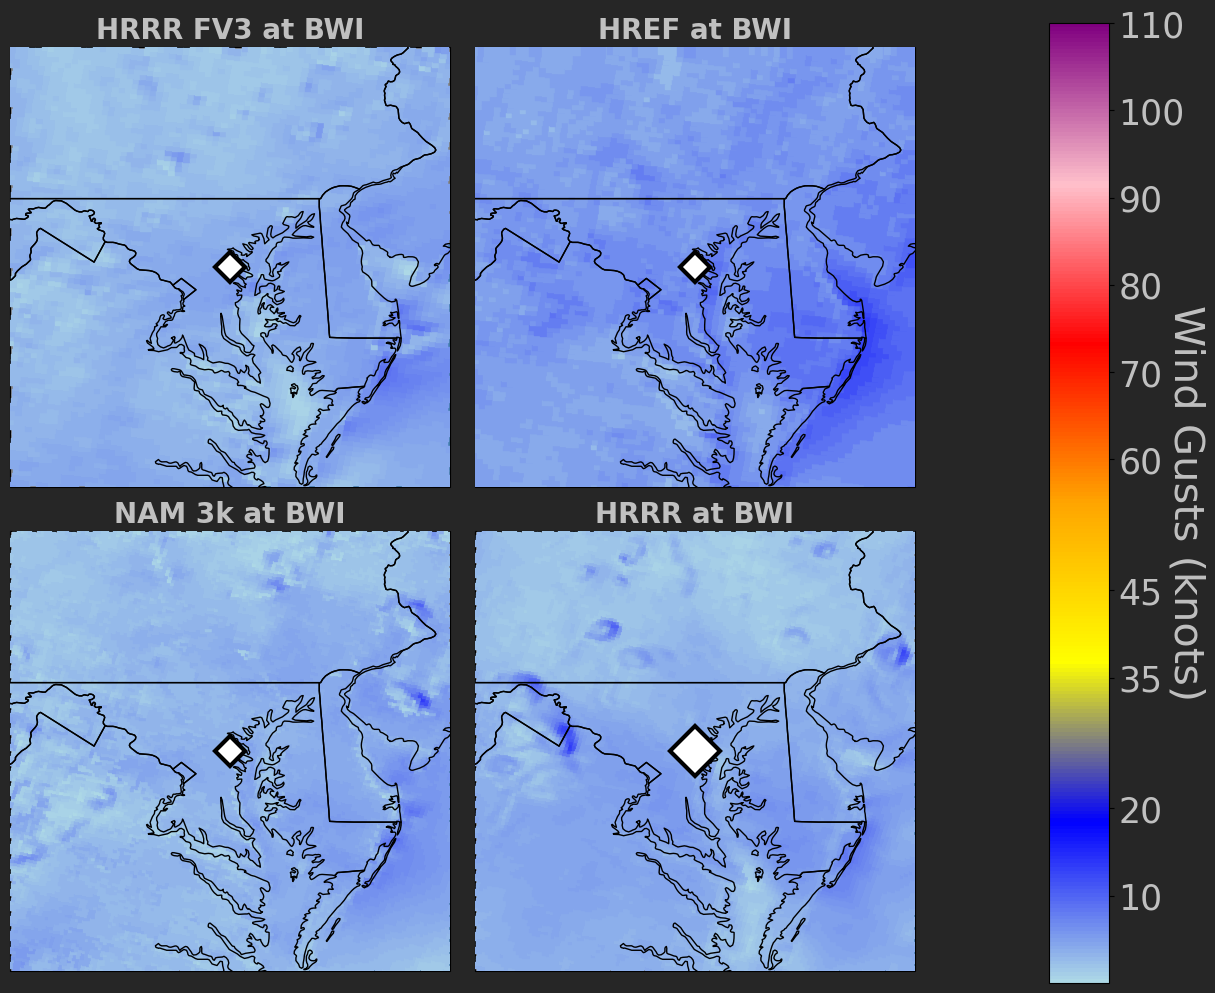 HRRR FV3 at BWI
HREF at BWI
NAM 3k at BWI
HRRR at BWI
110
100
90
80
70
60
45
35
20
10
Wind Gusts (knots)